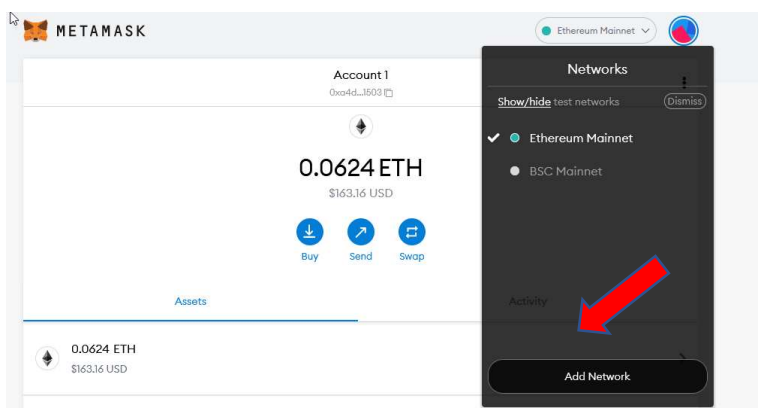 METAMASK
Ethereum Mainnet
Account 1
0xa4d...1503
0.0624 ETH
$163.16 USD
Buy Send Swap
Assets
Activity
0.0624 ETH
$163.16 USD
Networks
Show/hide test networks (Dismiss)
Ethereum Mainnet
BSC Mainnet
Add Network